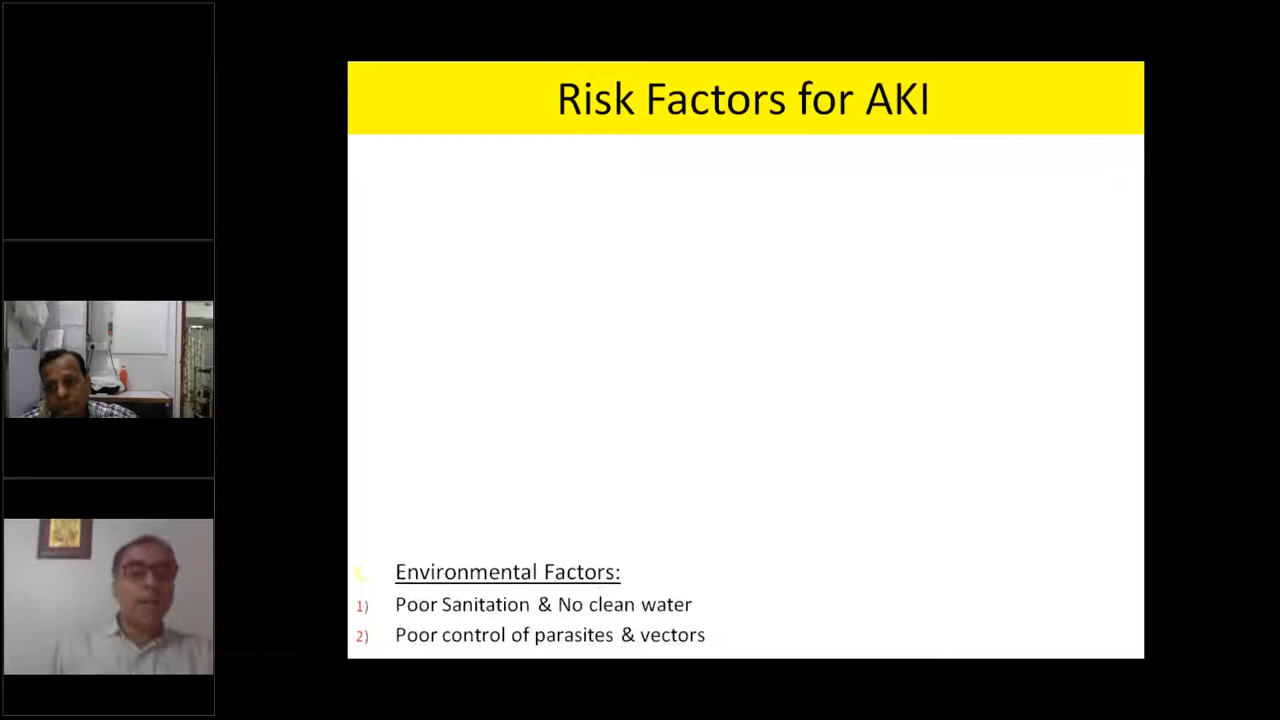 Risk Factors for AKI
Environmental Factors:
1) Poor Sanitation & No clean water
2) Poor control of parasites & vectors